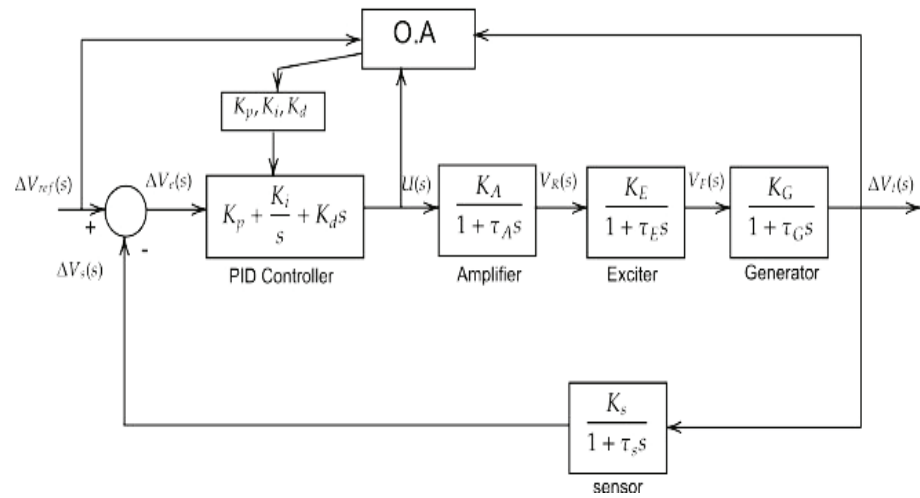 O.A
K_p, K_i, K_d
ΔV_ref(s)
ΔV_e(s)
U(s)
V_R(s)
V_F(s)
ΔV_t(s)
K_p + K_i/s + K_d s
K_A/(1 + τ_A s)
K_E/(1 + τ_E s)
K_G/(1 + τ_G s)
+
-
ΔV_s(s)
PID Controller
Amplifier
Exciter
Generator
K_s/(1 + τ_s s)
sensor